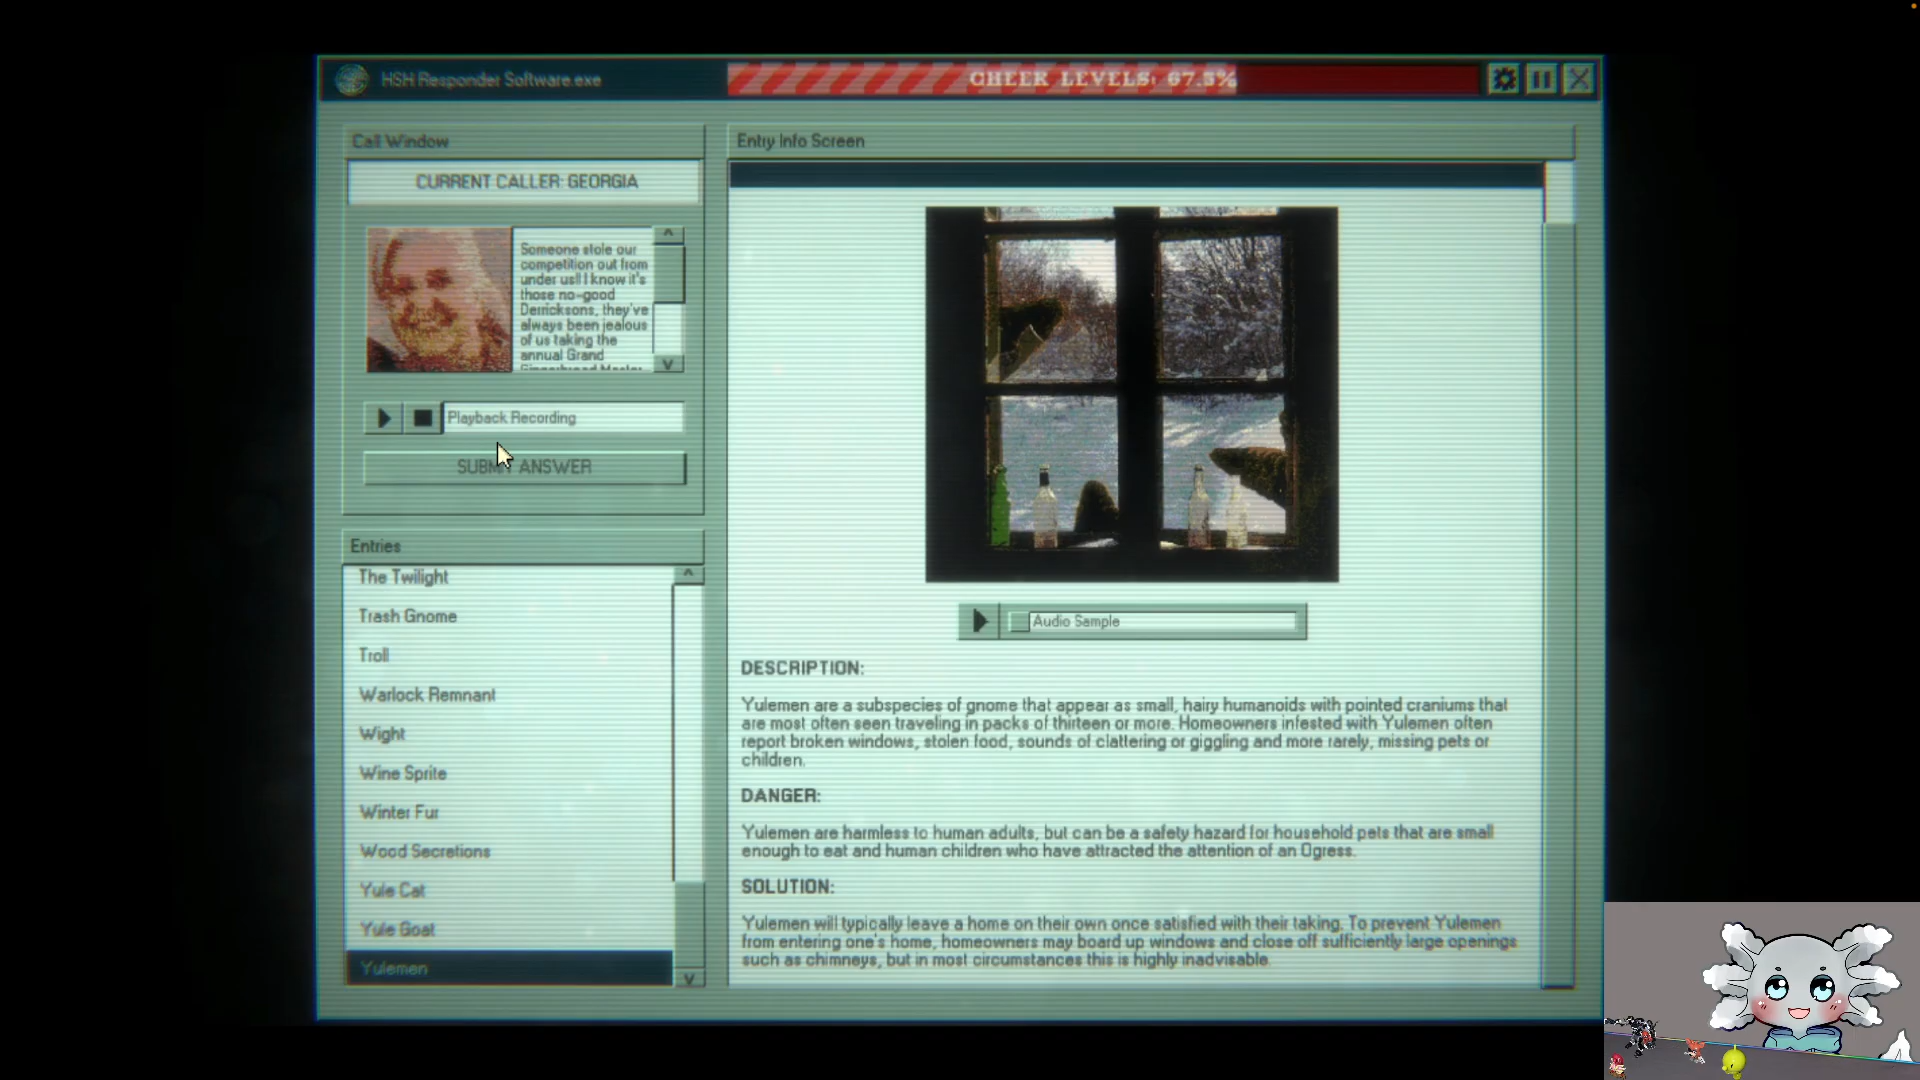 HSH Responder Software.exe
CHEER LEVELS: 67.3%
Call Window
CURRENT CALLER: GEORGIA
Someone stole our
competition out from
under us!! I know it's
those no-good
Derricksons, they've
always been jealous
of us taking the
annual Grand
Gingerbread Master
Playback Recording
SUBMIT ANSWER
Entries
The Twilight
Trash Gnome
Troll
Warlock Remnant
Wight
Wine Sprite
Winter Fur
Wood Secretions
Yule Cat
Yule Goat
Yulemen
Entry Info Screen
Audio Sample
DESCRIPTION:
Yulemen are a subspecies of gnome that appear as small, hairy humanoids with pointed craniums that
are most often seen traveling in packs of thirteen or more. Homeowners infested with Yulemen often
report broken windows, stolen food, sounds of clattering or giggling and more rarely, missing pets or
children.
DANGER:
Yulemen are harmless to human adults, but can be a safety hazard for household pets that are small
enough to eat and human children who have attracted the attention of an Ogress.
SOLUTION:
Yulemen will typically leave a home on their own once satisfied with their taking. To prevent Yulemen
from entering one's home, homeowners may board up windows and close off sufficiently large openings
such as chimneys, but in most circumstances this is highly inadvisable.